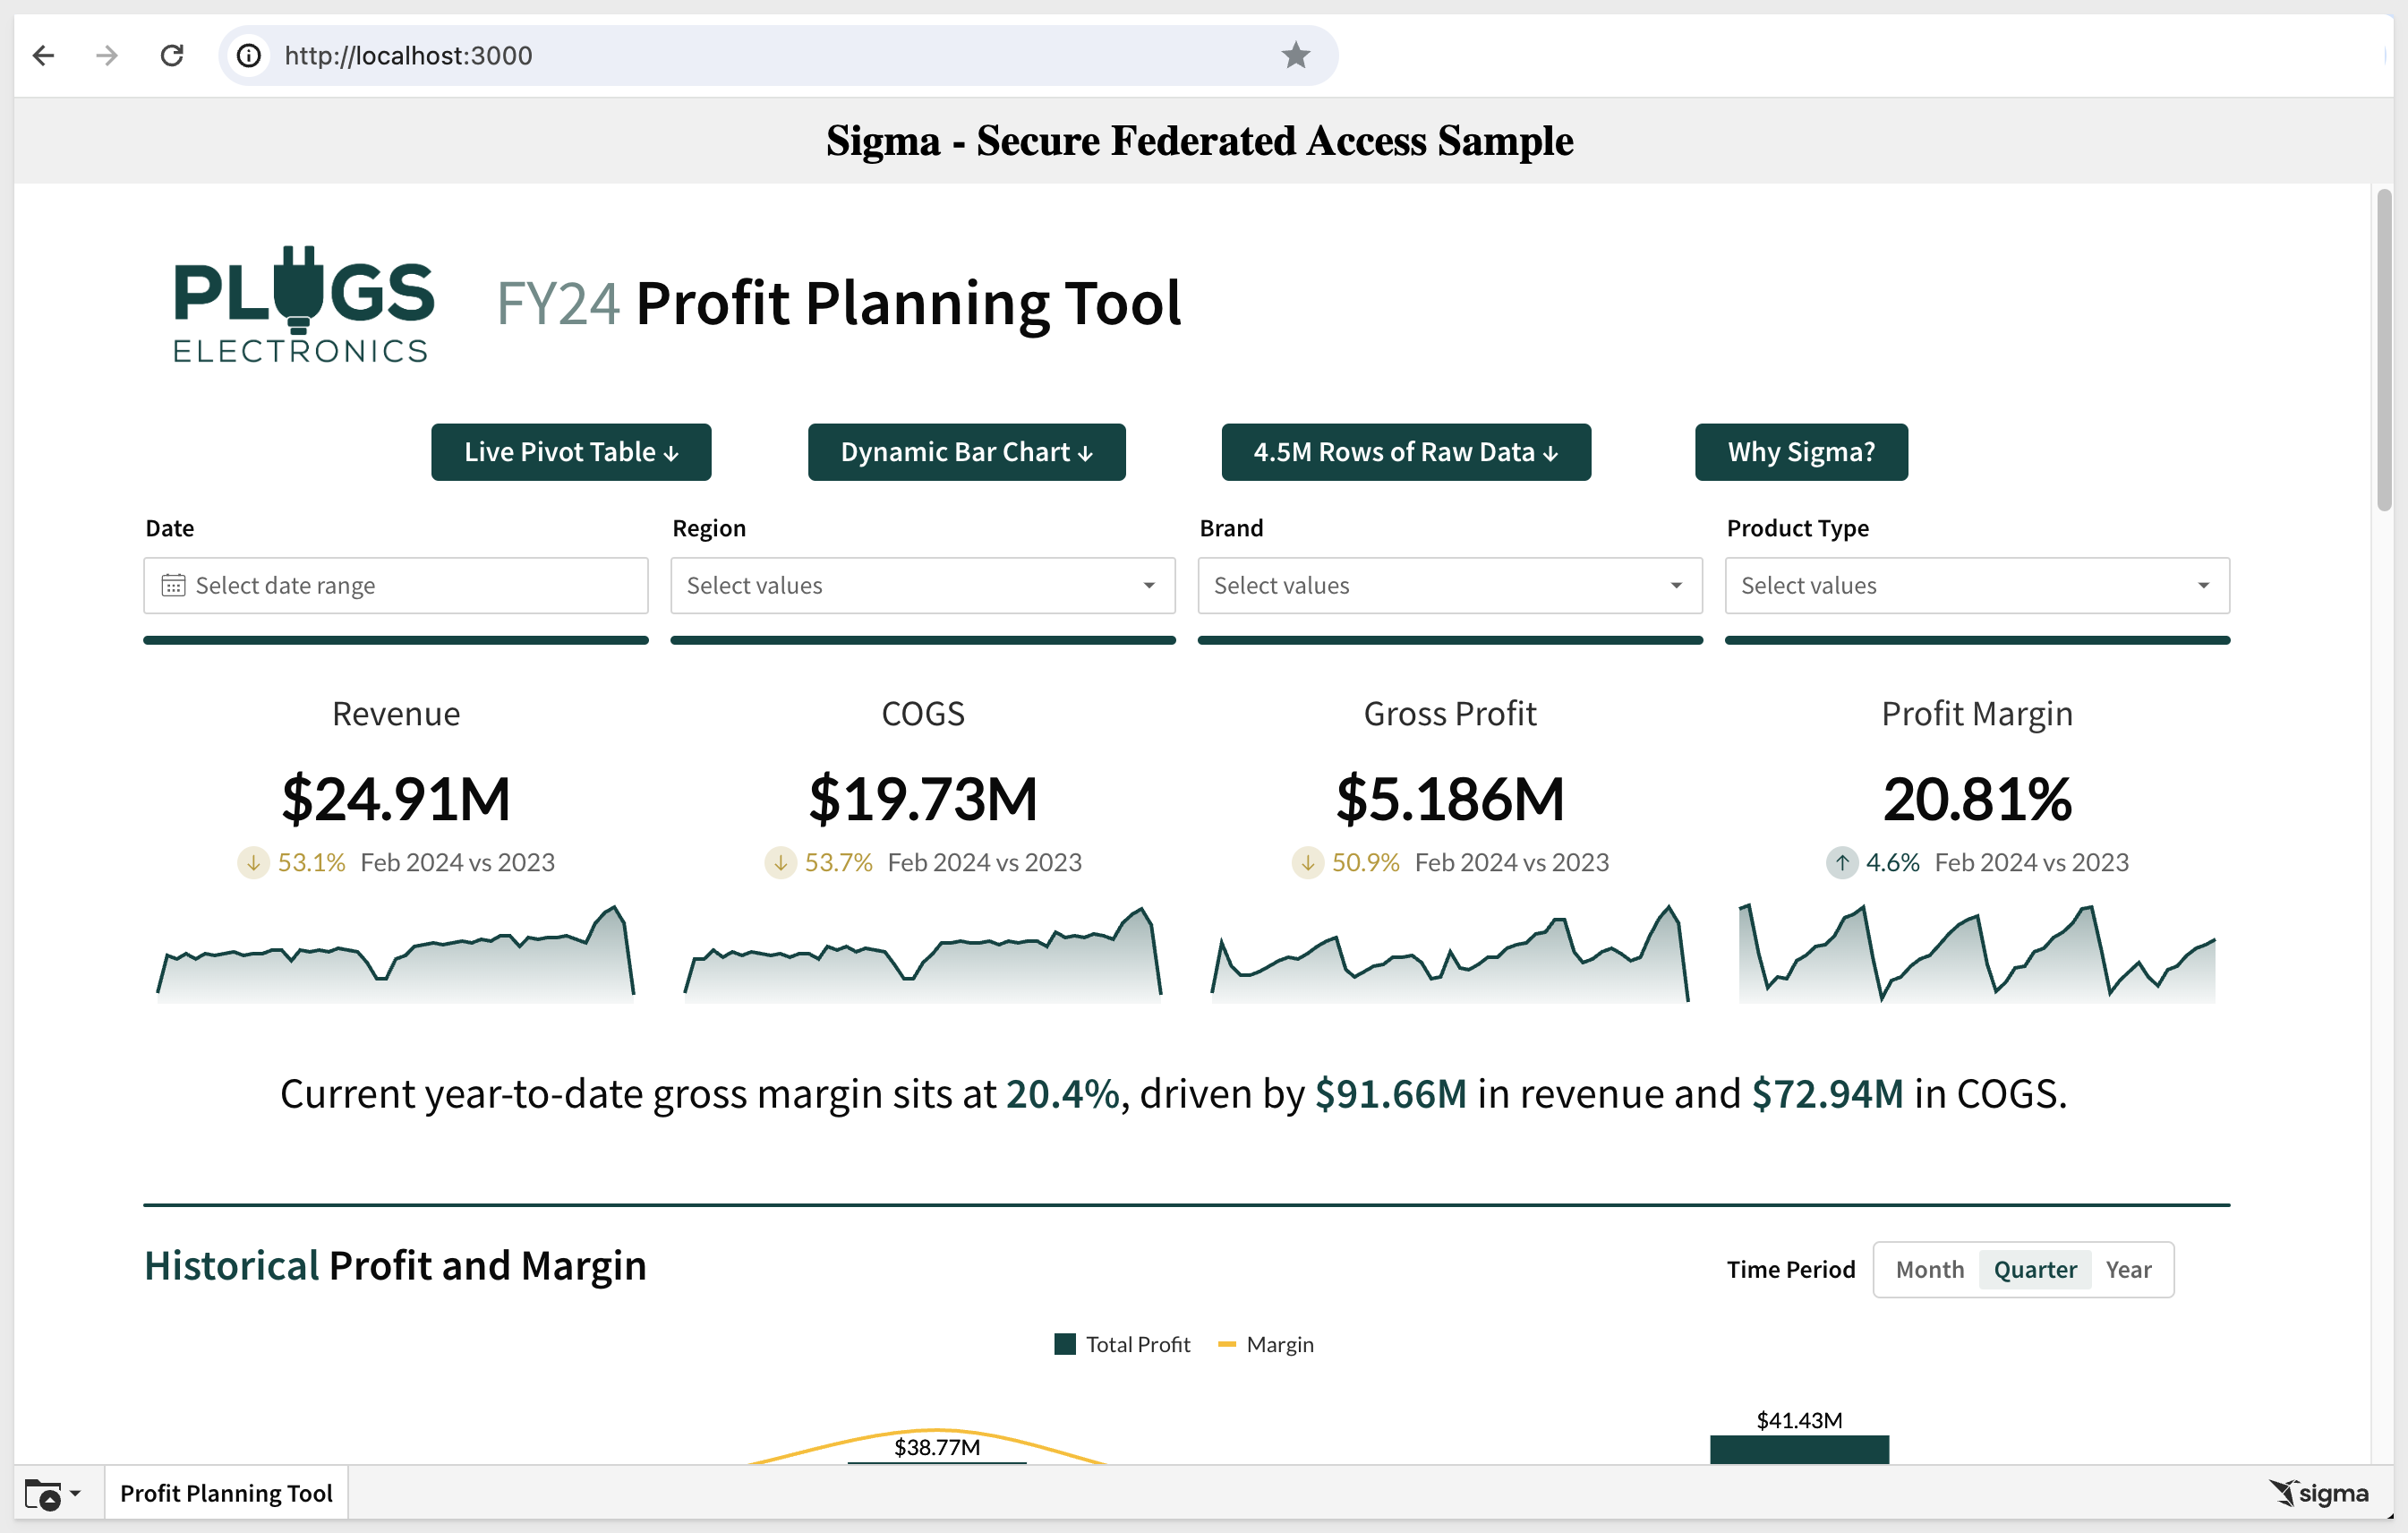 http://localhost:3000
Sigma - Secure Federated Access Sample
PLUGS
ELECTRONICS
FY24 Profit Planning Tool
Live Pivot Table ↓
Dynamic Bar Chart ↓
4.5M Rows of Raw Data ↓
Why Sigma?
Date
Region
Brand
Product Type
Select date range
Select values
Select values
Select values
Revenue
COGS
Gross Profit
Profit Margin
$24.91M
$19.73M
$5.186M
20.81%
↓ 53.1% Feb 2024 vs 2023
↓ 53.7% Feb 2024 vs 2023
↓ 50.9% Feb 2024 vs 2023
↑ 4.6% Feb 2024 vs 2023
Current year-to-date gross margin sits at 20.4%, driven by $91.66M in revenue and $72.94M in COGS.
Historical Profit and Margin
Time Period
Month
Quarter
Year
Total Profit
Margin
$38.77M
$41.43M
Profit Planning Tool
sigma